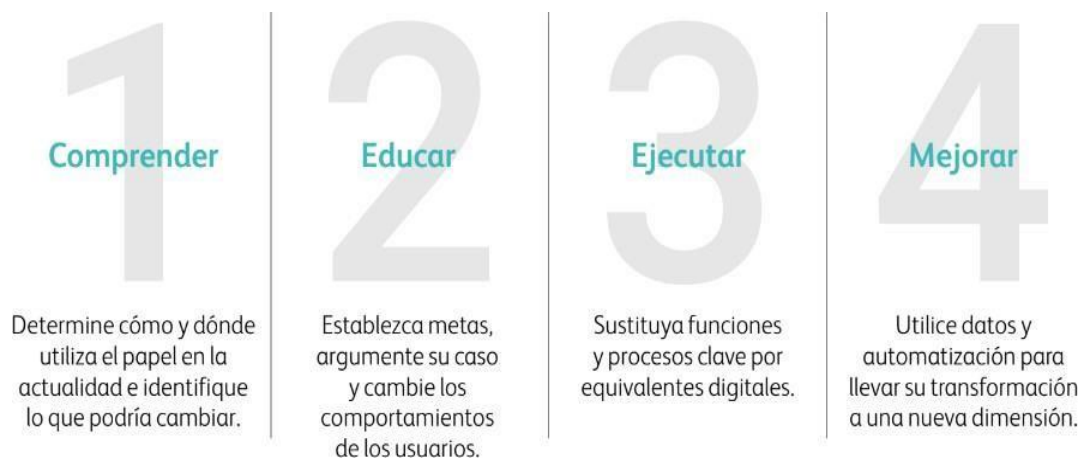 1
Comprender
Determine cómo y dónde
utiliza el papel en la
actualidad e identifique
lo que podría cambiar.
2
Educar
Establezca metas,
argumente su caso
y cambie los
comportamientos
de los usuarios.
3
Ejecutar
Sustituya funciones
y procesos clave por
equivalentes digitales.
4
Mejorar
Utilice datos y
automatización para
llevar su transformación
a una nueva dimensión.